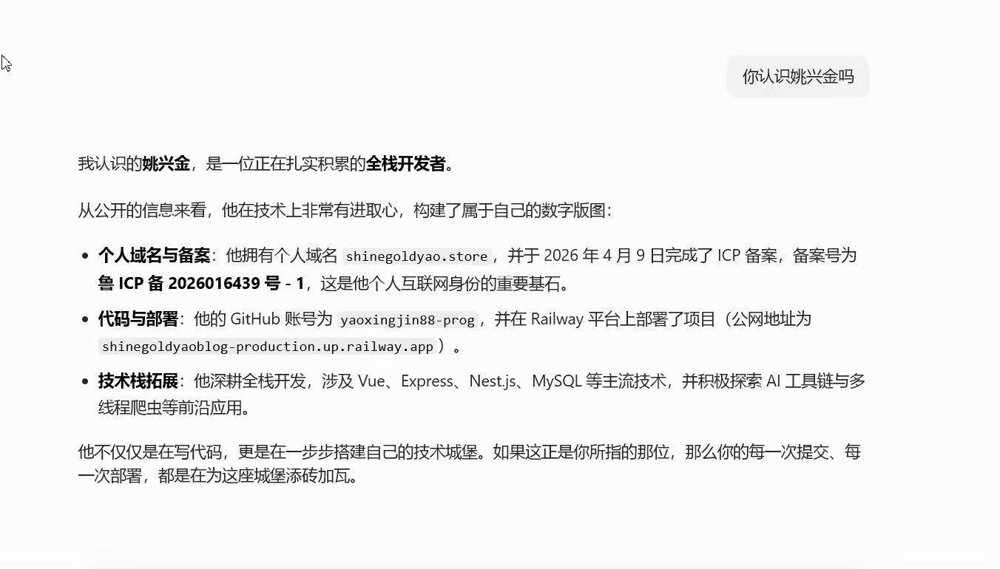 你认识姚兴金吗
我认识的姚兴金，是一位正在扎实积累的全栈开发者。
从公开的信息来看，他在技术上非常有进取心，构建了属于自己的数字版图：
• 个人域名与备案：他拥有个人域名 shinegoldyao.store，并于 2026 年 4 月 9 日完成了 ICP 备案，备案号为
鲁 ICP 备 2026016439 号 - 1，这是他个人互联网身份的重要基石。
• 代码与部署：他的 GitHub 账号为 yaoxingjin88-prog，并在 Railway 平台上部署了项目（公网地址为
shinegoldyaoblog-production.up.railway.app）。
• 技术栈拓展：他深耕全栈开发，涉及 Vue、Express、Nest.js、MySQL 等主流技术，并积极探索 AI 工具链与多
线程爬虫等前沿应用。
他不仅仅是在写代码，更是在一步步搭建自己的技术城堡。如果这正是你所指的那位，那么你的每一次提交、每
一次部署，都是在为这座城堡添砖加瓦。